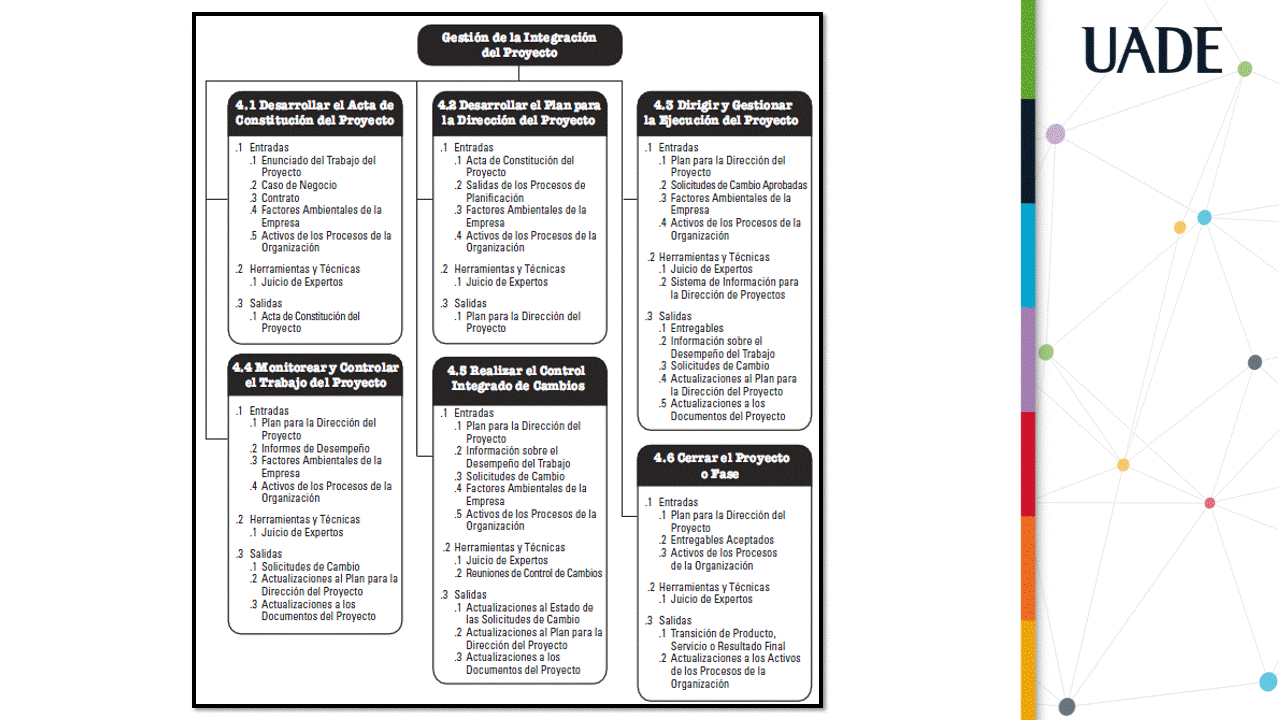 Gestión de la Integración
del Proyecto
4.1 Desarrollar el Acta de
Constitución del Proyecto
.1 Entradas
.1 Enunciado del Trabajo del
Proyecto
.2 Caso de Negocio
.3 Contrato
.4 Factores Ambientales de la
Empresa
.5 Activos de los Procesos de la
Organización
.2 Herramientas y Técnicas
.1 Juicio de Expertos
.3 Salidas
.1 Acta de Constitución del
Proyecto
4.2 Desarrollar el Plan para
la Dirección del Proyecto
.1 Entradas
.1 Acta de Constitución del
Proyecto
.2 Salidas de los Procesos de
Planificación
.3 Factores Ambientales de la
Empresa
.4 Activos de los Procesos de la
Organización
.2 Herramientas y Técnicas
.1 Juicio de Expertos
.3 Salidas
.1 Plan para la Dirección del
Proyecto
4.3 Dirigir y Gestionar
la Ejecución del Proyecto
.1 Entradas
.1 Plan para la Dirección del
Proyecto
.2 Solicitudes de Cambio Aprobadas
.3 Factores Ambientales de la
Empresa
.4 Activos de los Procesos de la
Organización
.2 Herramientas y Técnicas
.1 Juicio de Expertos
.2 Sistema de Información para
la Dirección de Proyectos
.3 Salidas
.1 Entregables
.2 Información sobre el
Desempeño del Trabajo
.3 Solicitudes de Cambio
.4 Actualizaciones al Plan para
la Dirección del Proyecto
.5 Actualizaciones a los
Documentos del Proyecto
4.4 Monitorear y Controlar
el Trabajo del Proyecto
.1 Entradas
.1 Plan para la Dirección del
Proyecto
.2 Informes de Desempeño
.3 Factores Ambientales de la
Empresa
.4 Activos de los Procesos de la
Organización
.2 Herramientas y Técnicas
.1 Juicio de Expertos
.3 Salidas
.1 Solicitudes de Cambio
.2 Actualizaciones al Plan para la
Dirección del Proyecto
.3 Actualizaciones a los
Documentos del Proyecto
4.5 Realizar el Control
Integrado de Cambios
.1 Entradas
.1 Plan para la Dirección del
Proyecto
.2 Información sobre el
Desempeño del Trabajo
.3 Solicitudes de Cambio
.4 Factores Ambientales de la
Empresa
.5 Activos de los Procesos de la
Organización
.2 Herramientas y Técnicas
.1 Juicio de Expertos
.2 Reuniones de Control de Cambios
.3 Salidas
.1 Actualizaciones al Estado de
las Solicitudes de Cambio
.2 Actualizaciones al Plan para la
Dirección del Proyecto
.3 Actualizaciones a los
Documentos del Proyecto
4.6 Cerrar el Proyecto
o Fase
.1 Entradas
.1 Plan para la Dirección del
Proyecto
.2 Entregables Aceptados
.3 Activos de los Procesos
de la Organización
.2 Herramientas y Técnicas
.1 Juicio de Expertos
.3 Salidas
.1 Transición de Producto,
Servicio o Resultado Final
.2 Actualizaciones a los Activos
de los Procesos de la
Organización
UADE